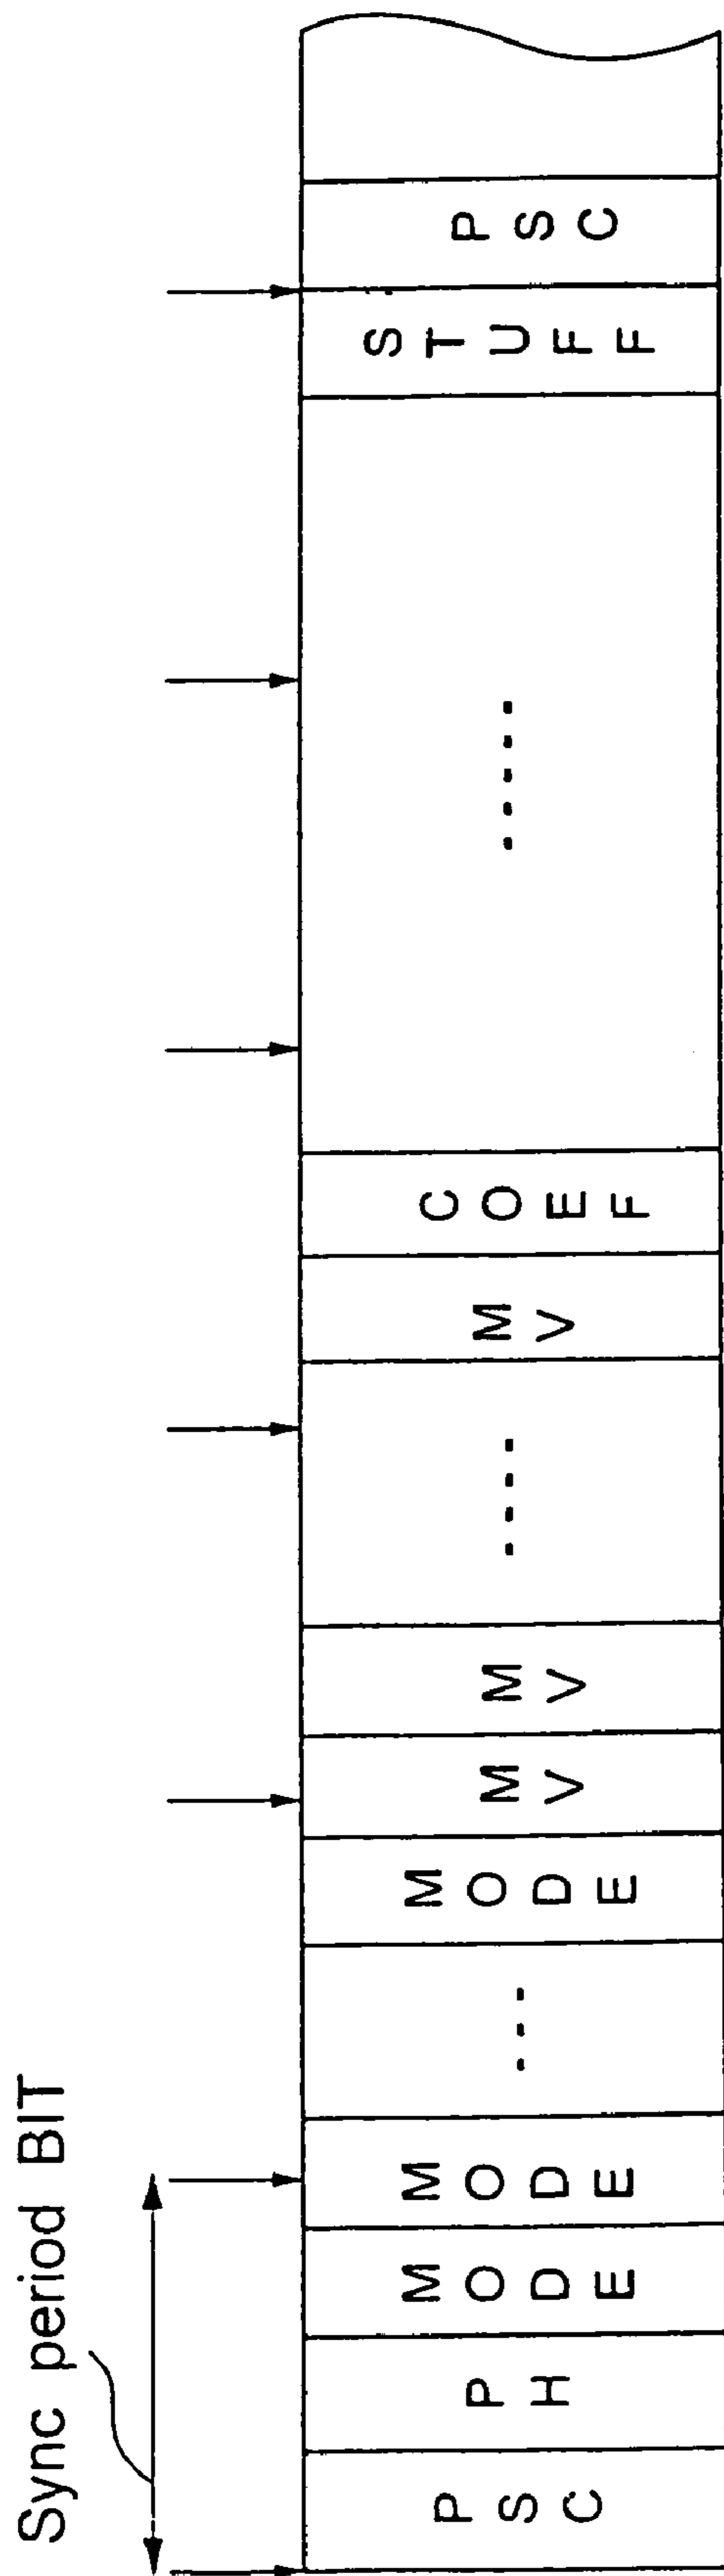 Sync period BIT
PSC
PH
MODE
MODE
---
MODE
MV
MV
----
MV
COEF
-----
STUFF
PSC